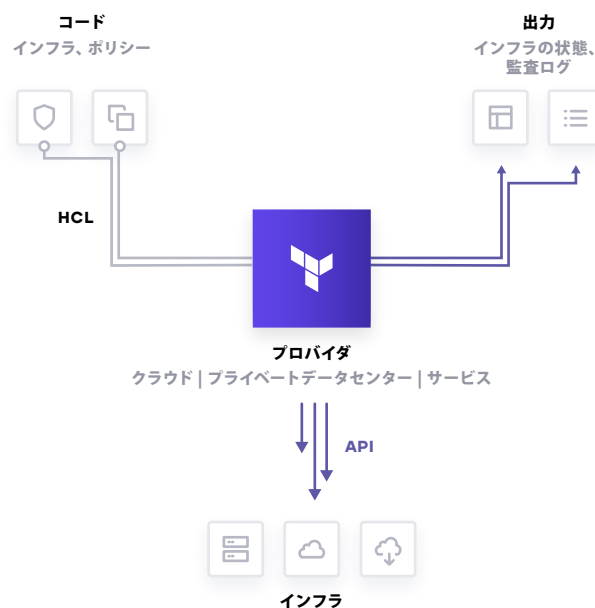 コード
インフラ、ポリシー
出力
インフラの状態、
監査ログ
HCL
プロバイダ
クラウド | プライベートデータセンター | サービス
API
インフラ